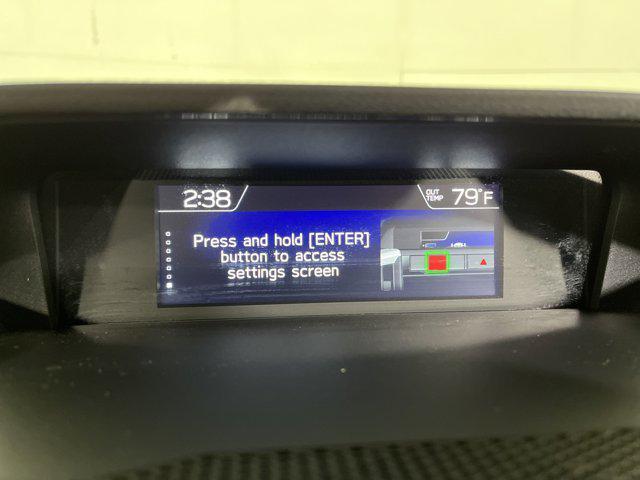 2:38
OUT TEMP 79°F
Press and hold [ENTER]
button to access
settings screen